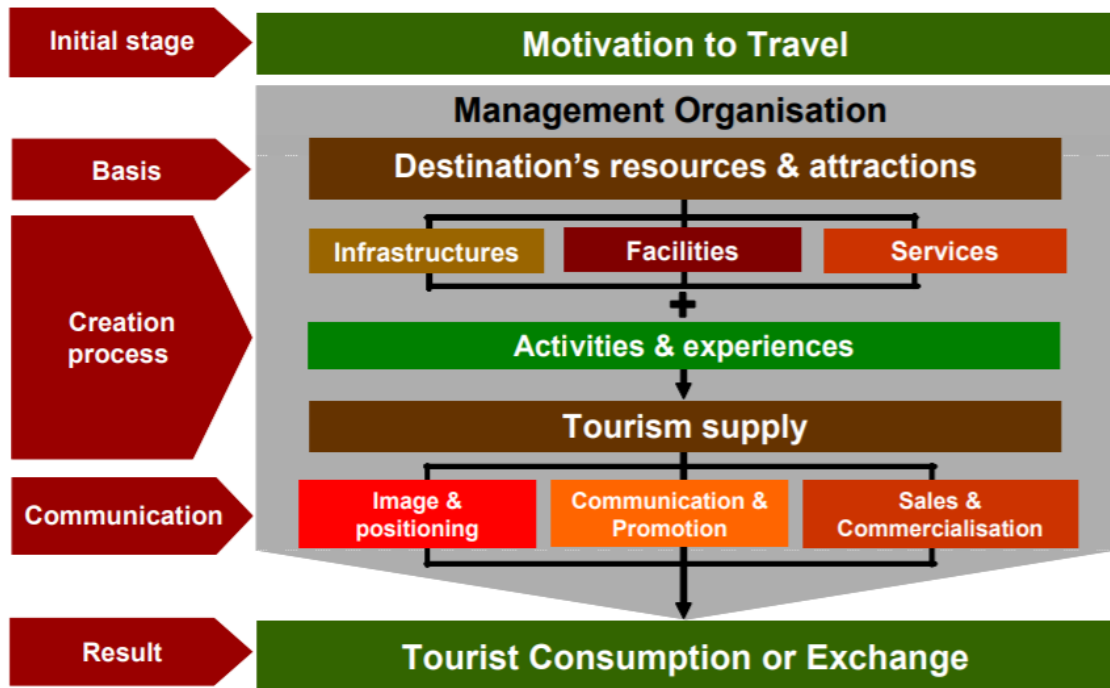 Initial stage
Motivation to Travel
Management Organisation
Basis
Destination’s resources & attractions
Infrastructures
Facilities
Services
Creation
process
Activities & experiences
Tourism supply
Communication
Image &
positioning
Communication &
Promotion
Sales &
Commercialisation
Result
Tourist Consumption or Exchange